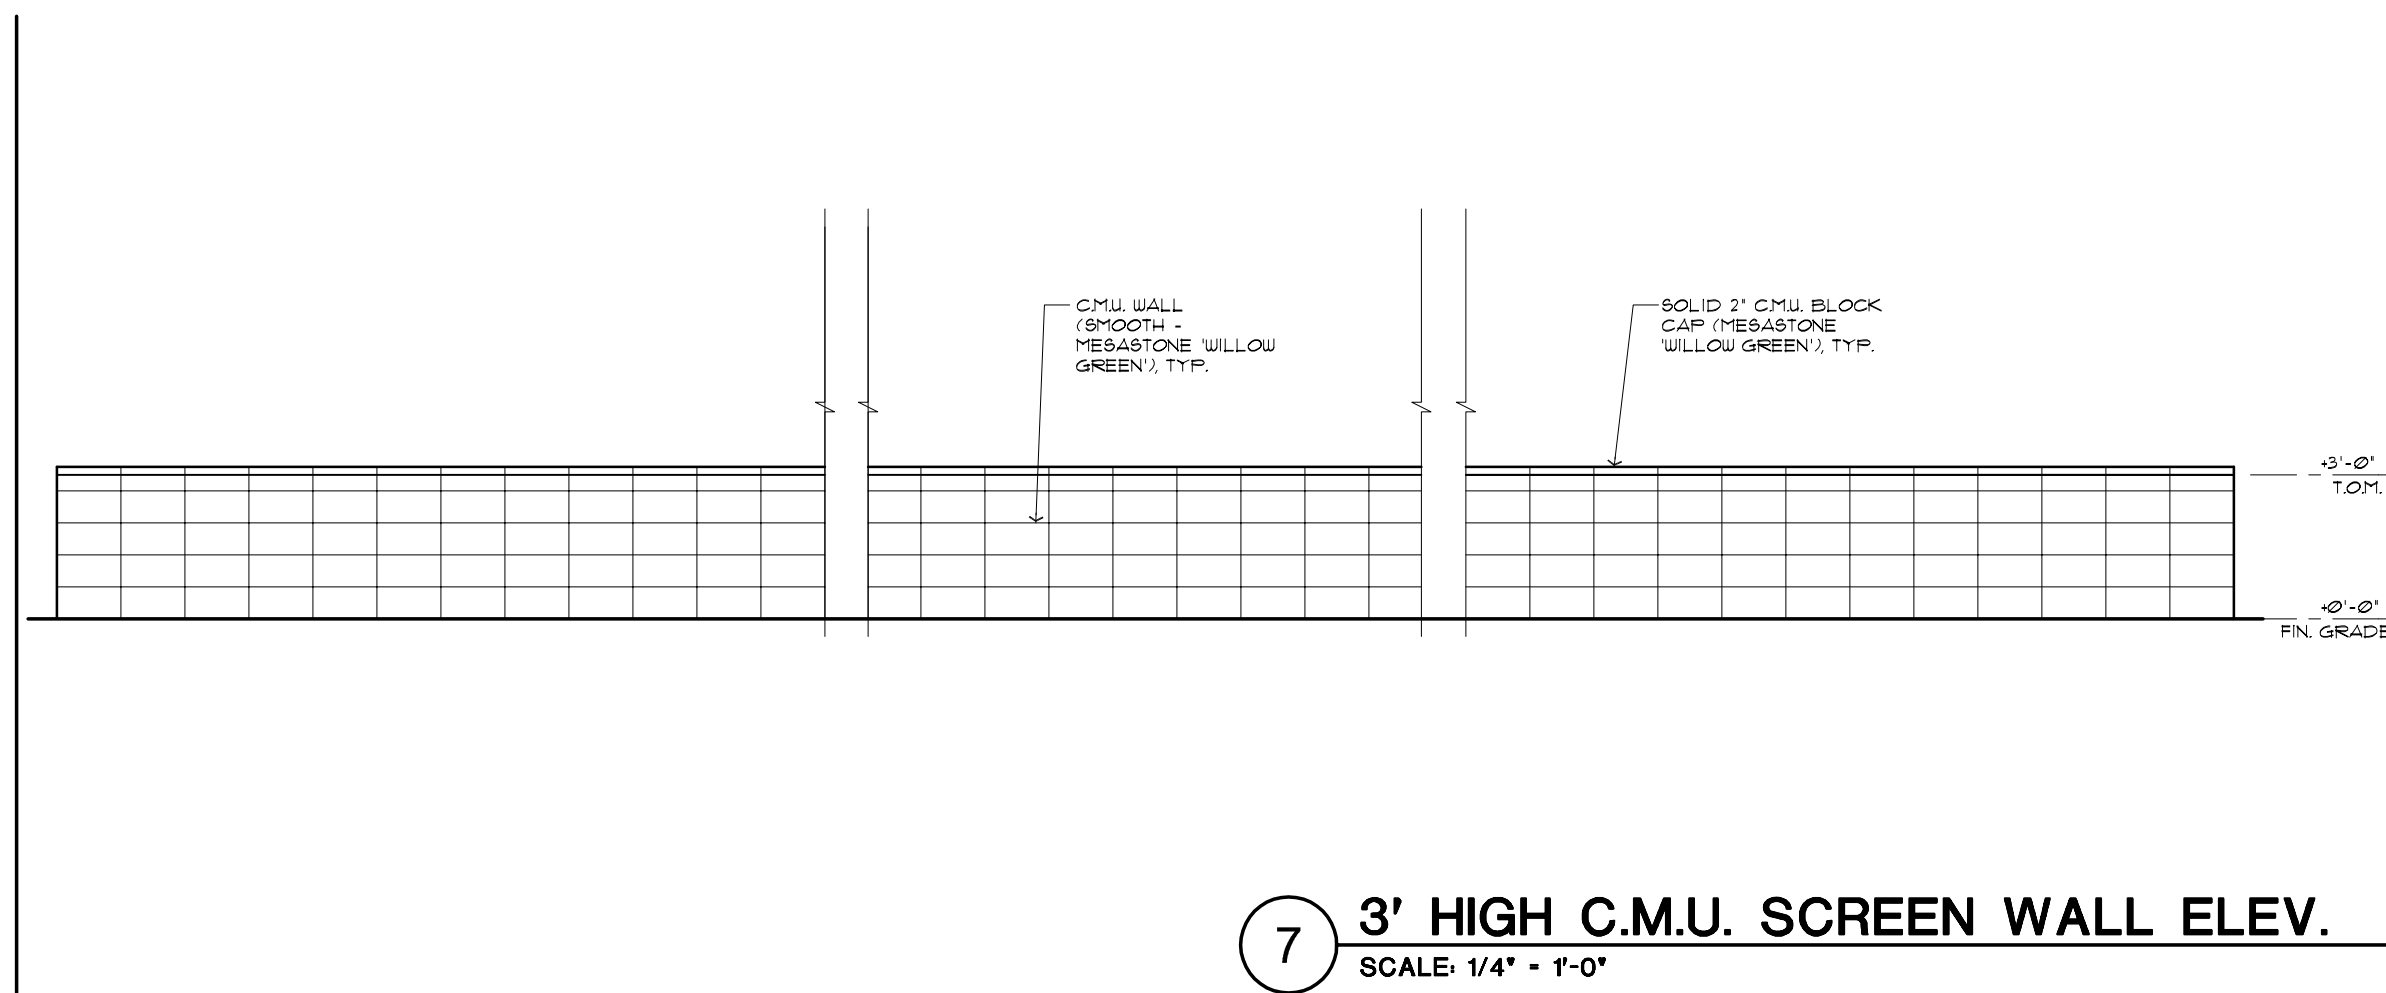 C.M.U. WALL
(SMOOTH -
MESASTONE 'WILLOW
GREEN'), TYP.
SOLID 2" C.M.U. BLOCK
CAP (MESASTONE
'WILLOW GREEN'), TYP.
+3'-0"
T.O.M.
+0'-0"
FIN. GRADE
7
3' HIGH C.M.U. SCREEN WALL ELEV.
SCALE: 1/4" = 1'-0"